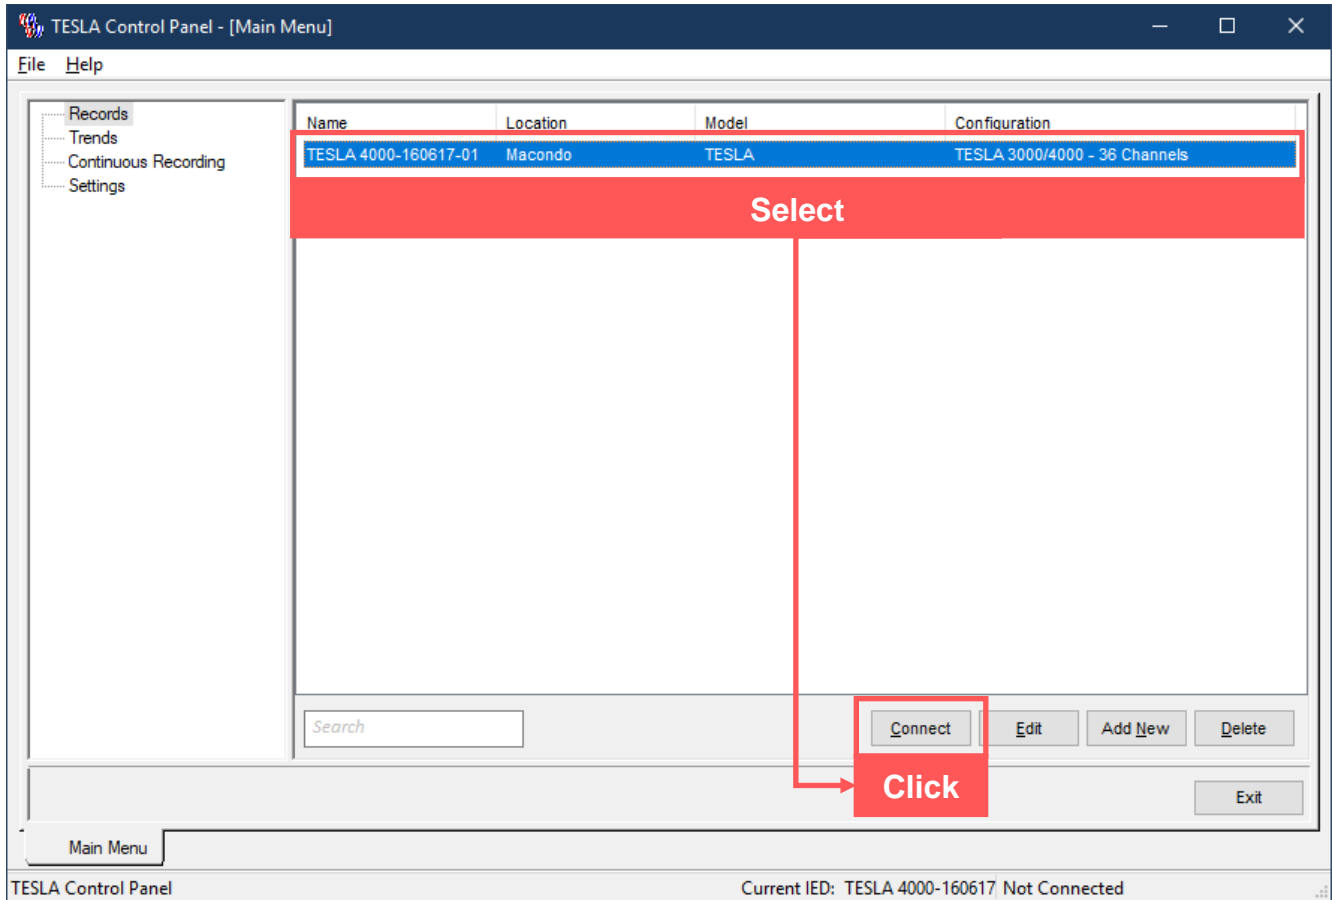 TESLA Control Panel - [Main Menu]
File Help
Records
Trends
Continuous Recording
Settings
Name Location Model Configuration
TESLA 4000-160617-01 Macondo TESLA TESLA 3000/4000 - 36 Channels
Select
Search Connect Edit Add New Delete
Click
Exit
Main Menu
TESLA Control Panel Current IED: TESLA 4000-160617 Not Connected